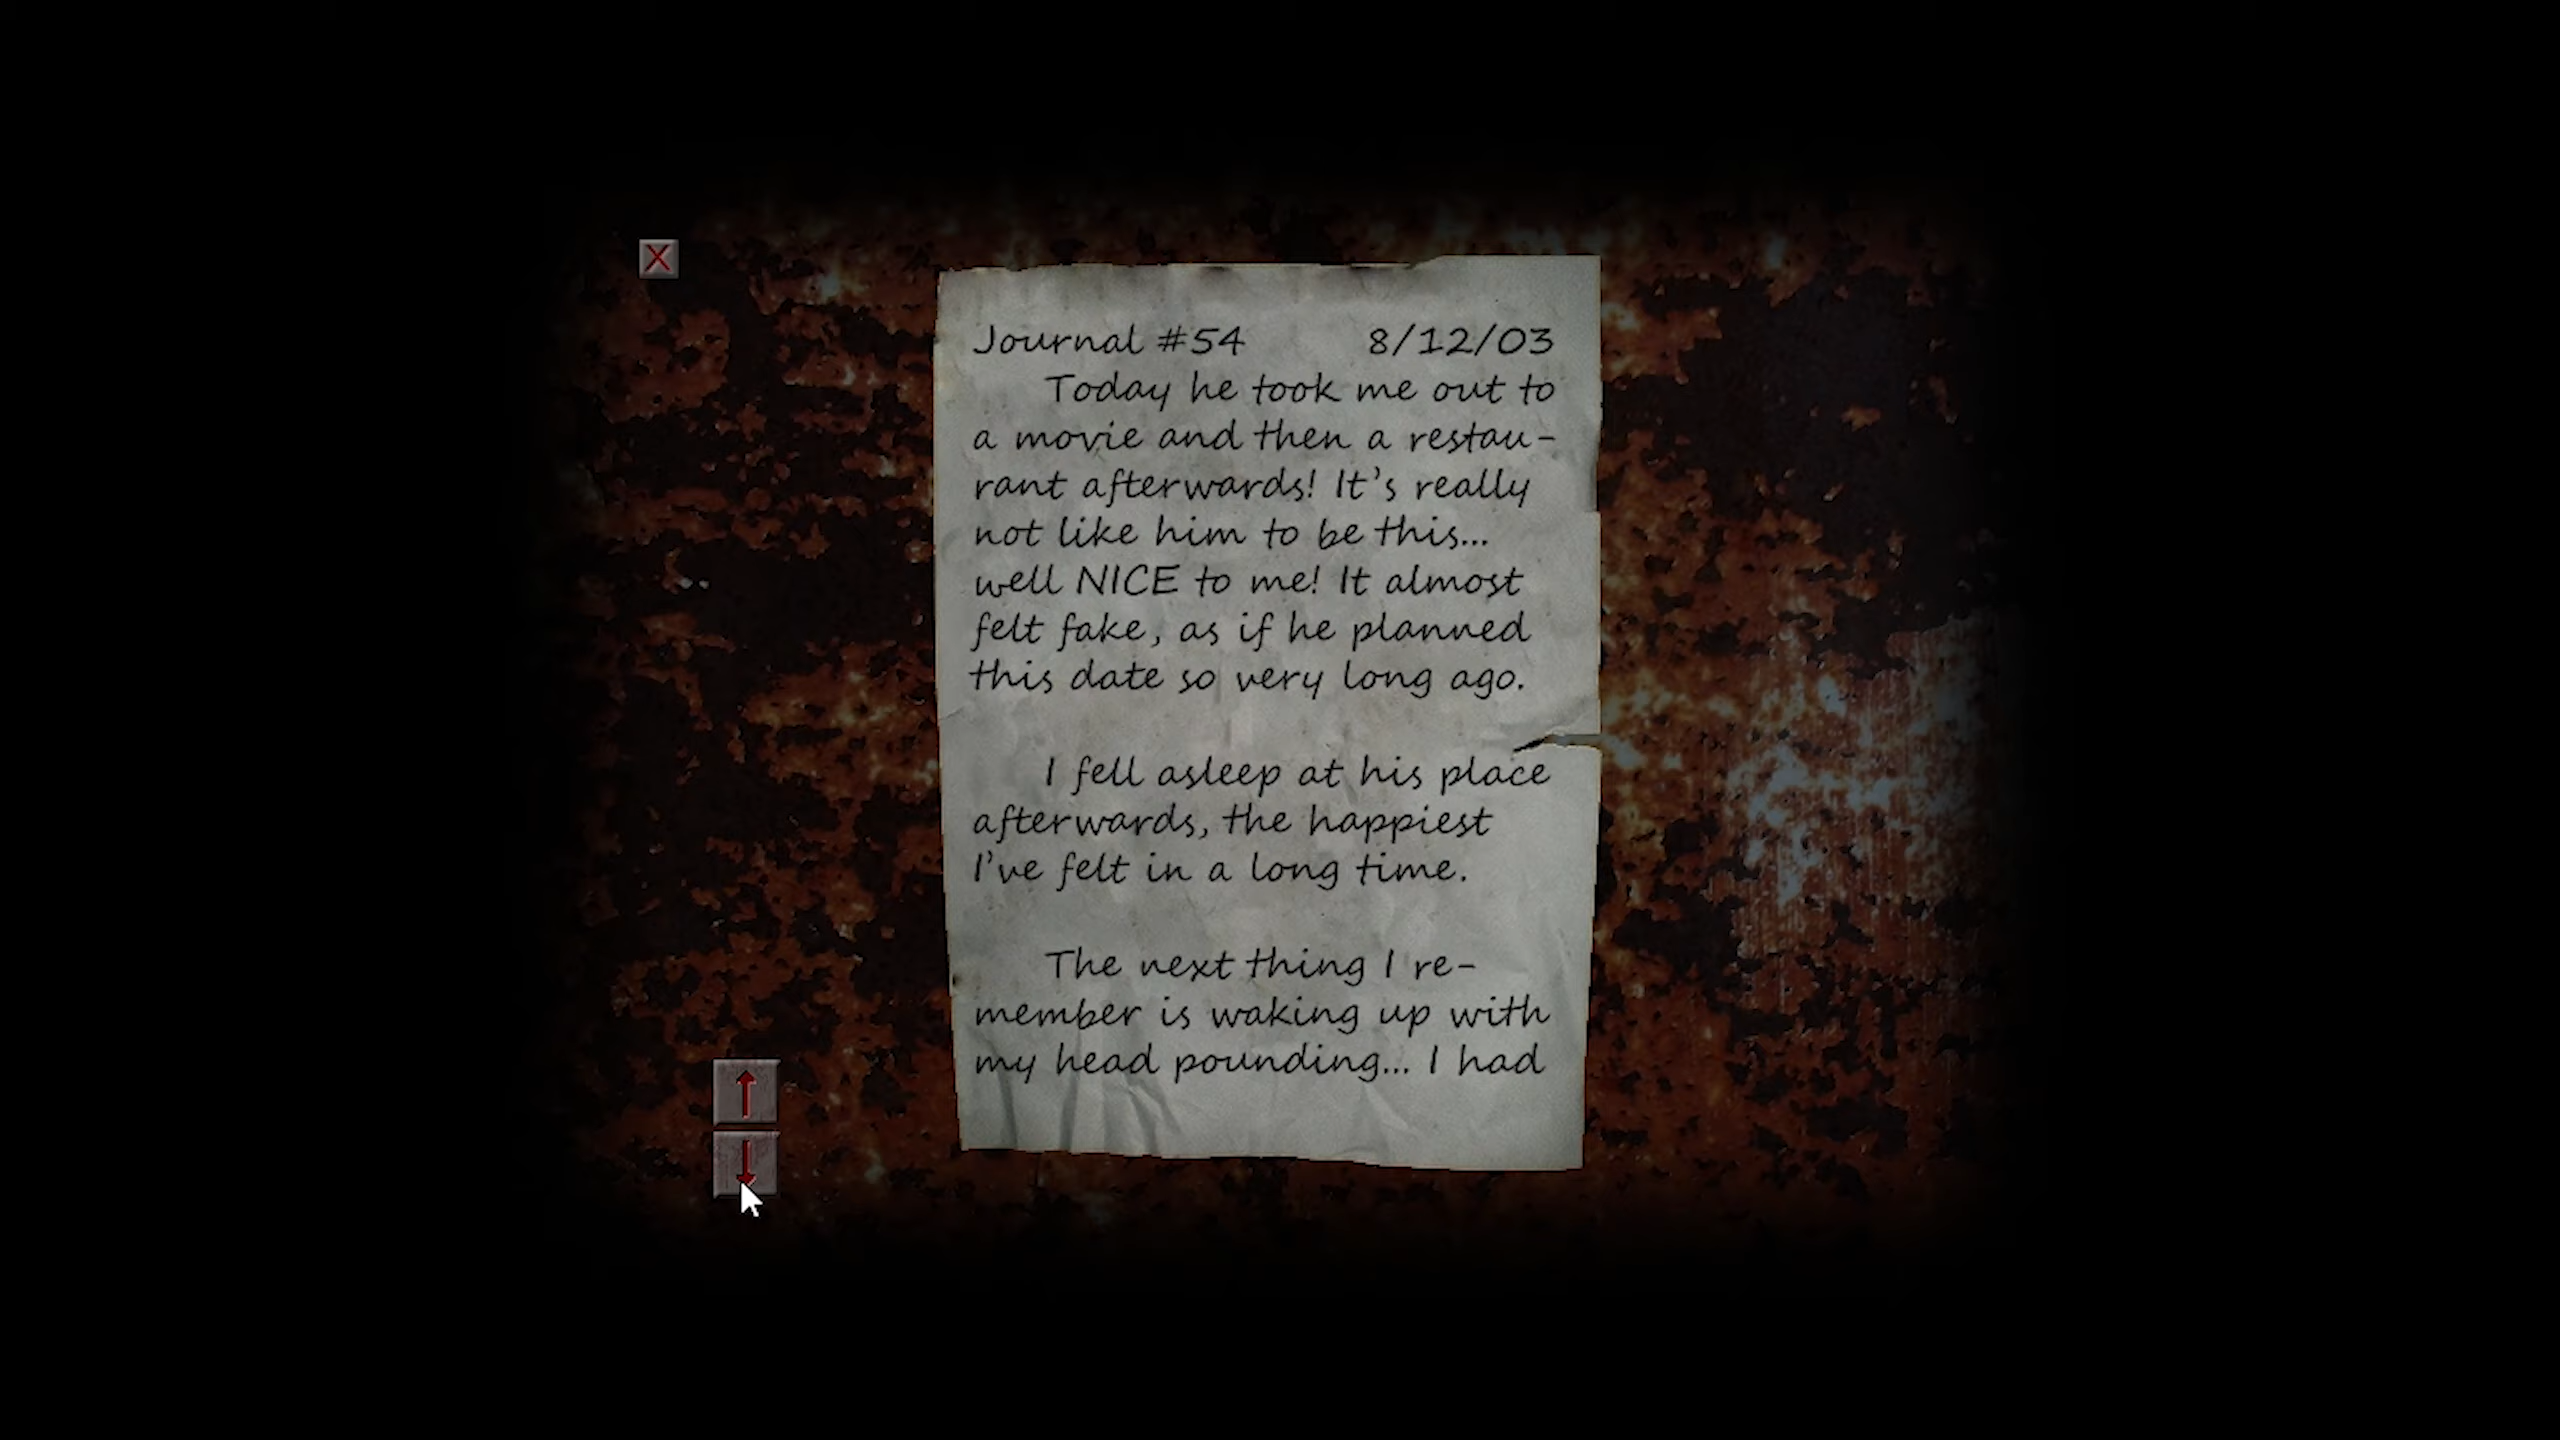 Journal #54 8/12/03
Today he took me out to
a movie and then a restau-
rant afterwards! It's really
not like him to be this...
well NICE to me! It almost
felt fake, as if he planned
this date so very long ago.
I fell asleep at his place
afterwards, the happiest
I've felt in a long time.
The next thing I re-
member is waking up with
my head pounding... I had